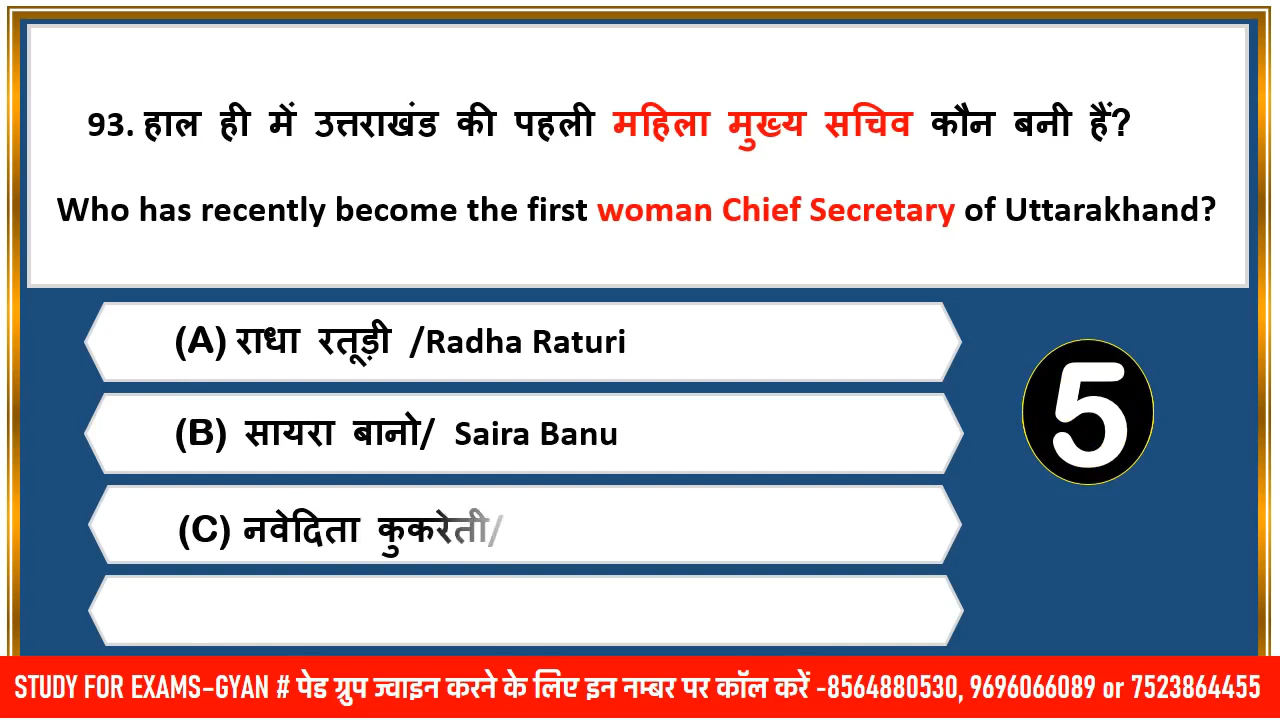 93. हाल ही में उत्तराखंड की पहली महिला मुख्य सचिव कौन बनी हैं?
Who has recently become the first woman Chief Secretary of Uttarakhand?
(A) राधा रतूड़ी /Radha Raturi
5
(B) सायरा बानो/ Saira Banu
(C) नवेदिता कुकरेती/
STUDY FOR EXAMS-GYAN # पेड ग्रुप ज्वाइन करने के लिए इन नम्बर पर कॉल करें -8564880530, 9696066089 or 7523864455